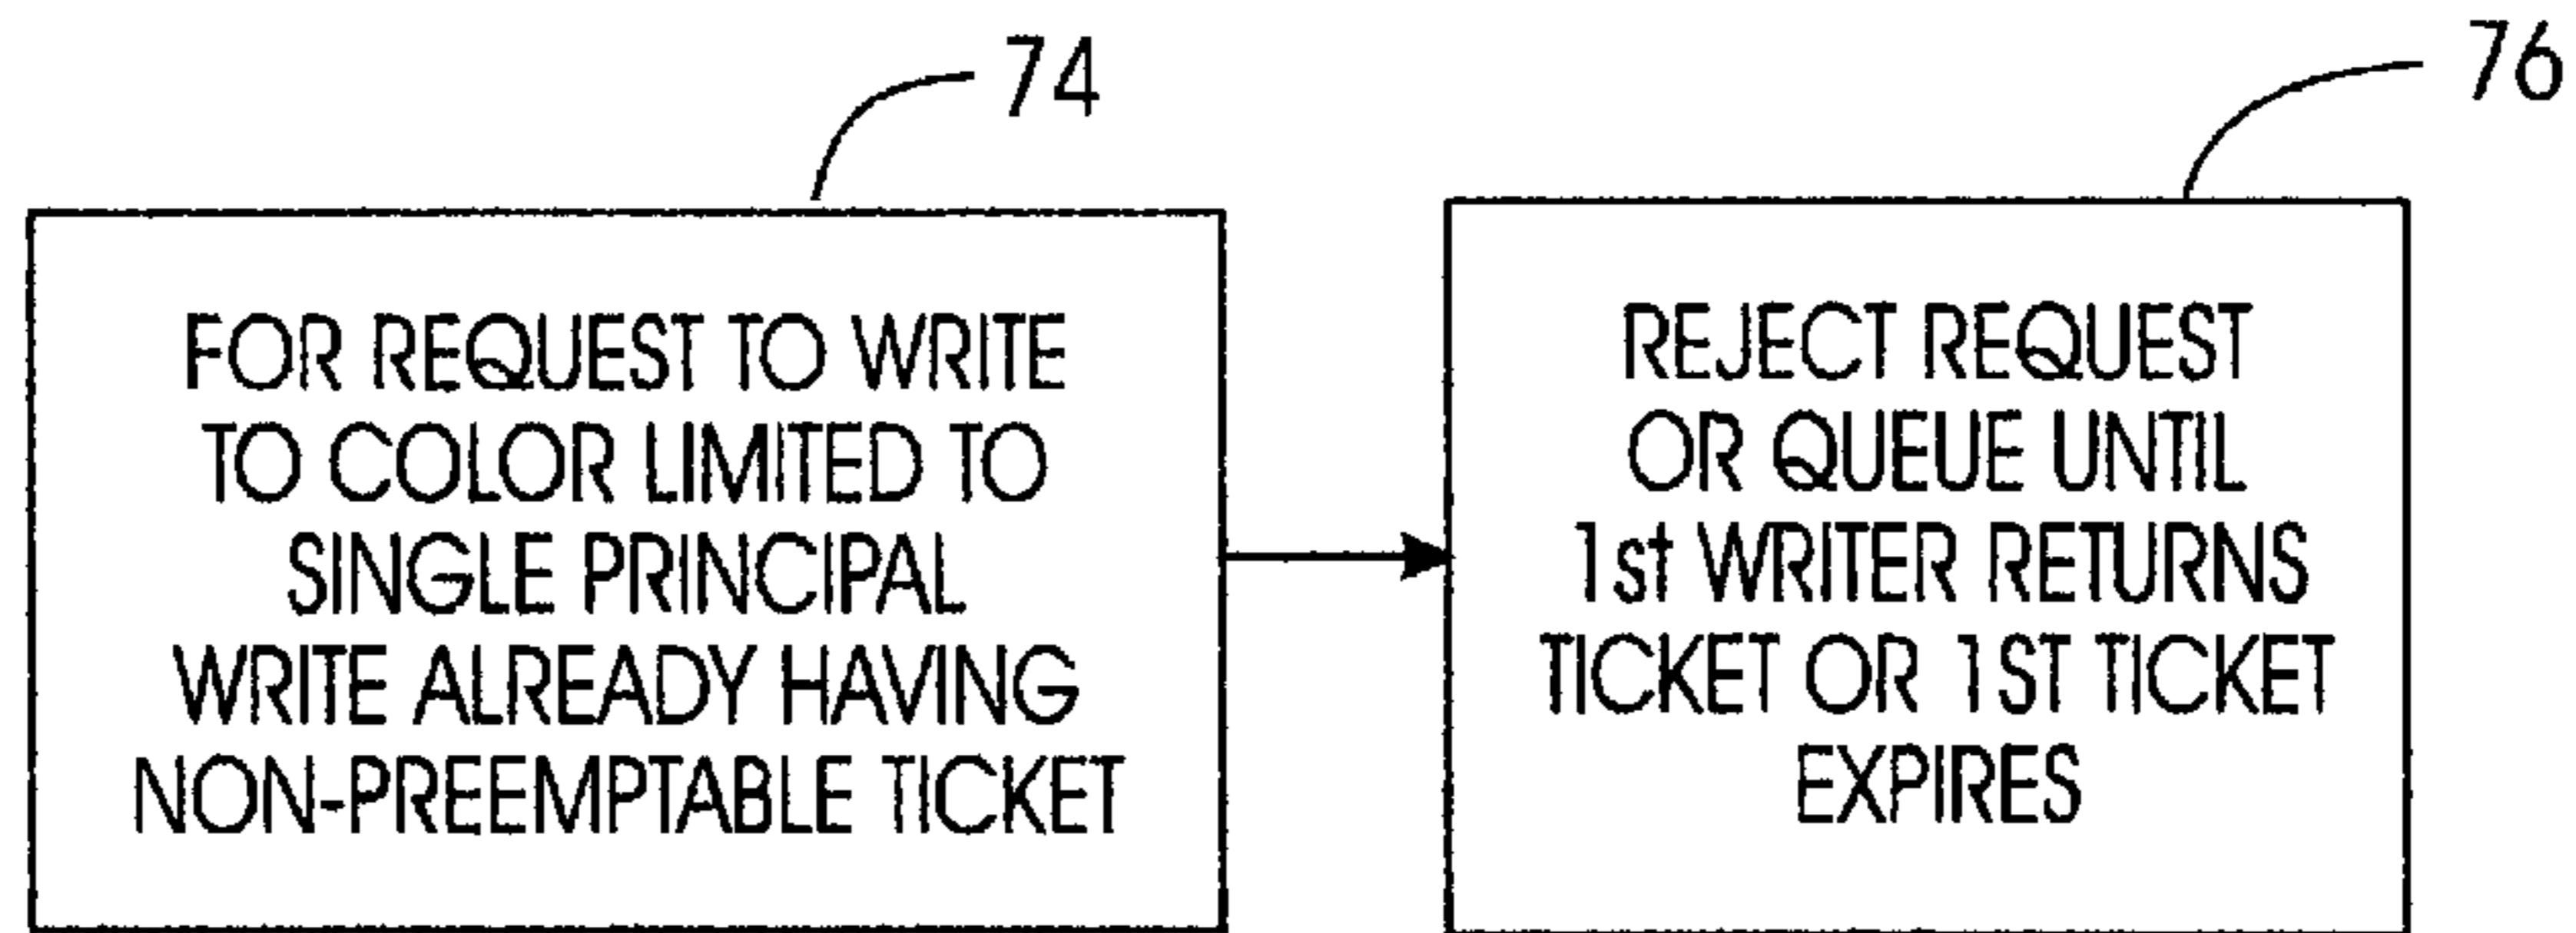 74
76
FOR REQUEST TO WRITE
TO COLOR LIMITED TO
SINGLE PRINCIPAL
WRITE ALREADY HAVING
NON-PREEMPTABLE TICKET
REJECT REQUEST
OR QUEUE UNTIL
1st WRITER RETURNS
TICKET OR 1ST TICKET
EXPIRES